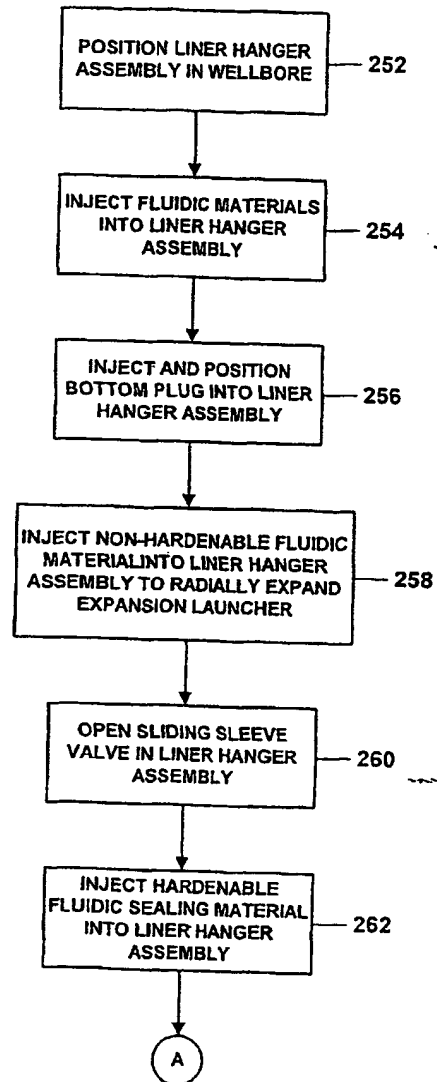 POSITION LINER HANGER
ASSEMBLY IN WELLBORE
252
INJECT FLUIDIC MATERIALS
INTO LINER HANGER
ASSEMBLY
254
INJECT AND POSITION
BOTTOM PLUG INTO LINER
HANGER ASSEMBLY
256
INJECT NON-HARDENABLE FLUIDIC
MATERIALINTO LINER HANGER
ASSEMBLY TO RADIALLY EXPAND
EXPANSION LAUNCHER
258
OPEN SLIDING SLEEVE
VALVE IN LINER HANGER
ASSEMBLY
260
INJECT HARDENABLE
FLUIDIC SEALING MATERIAL
INTO LINER HANGER
ASSEMBLY
262
A